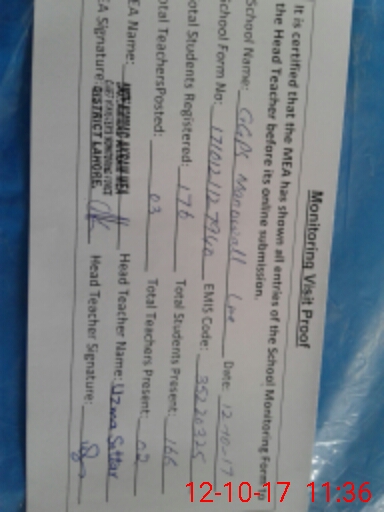 Monitoring Visit Proof
It is certified that the MEA has shown all entries of the School Monitoring Form to
the Head Teacher before its online submission.
School Name: GGPS Date: 12-10-17
School Form No: EMIS Code: 35220325
Total Students Registered: 176 Total Students Present: 166
Total TeachersPosted: 03 Total Teachers Present: 02
MEA Name: Head Teacher Name: Uzma Sattar
MEA Signature: DISTRICT LAHORE. Head Teacher Signature:
12-10-17 11:36